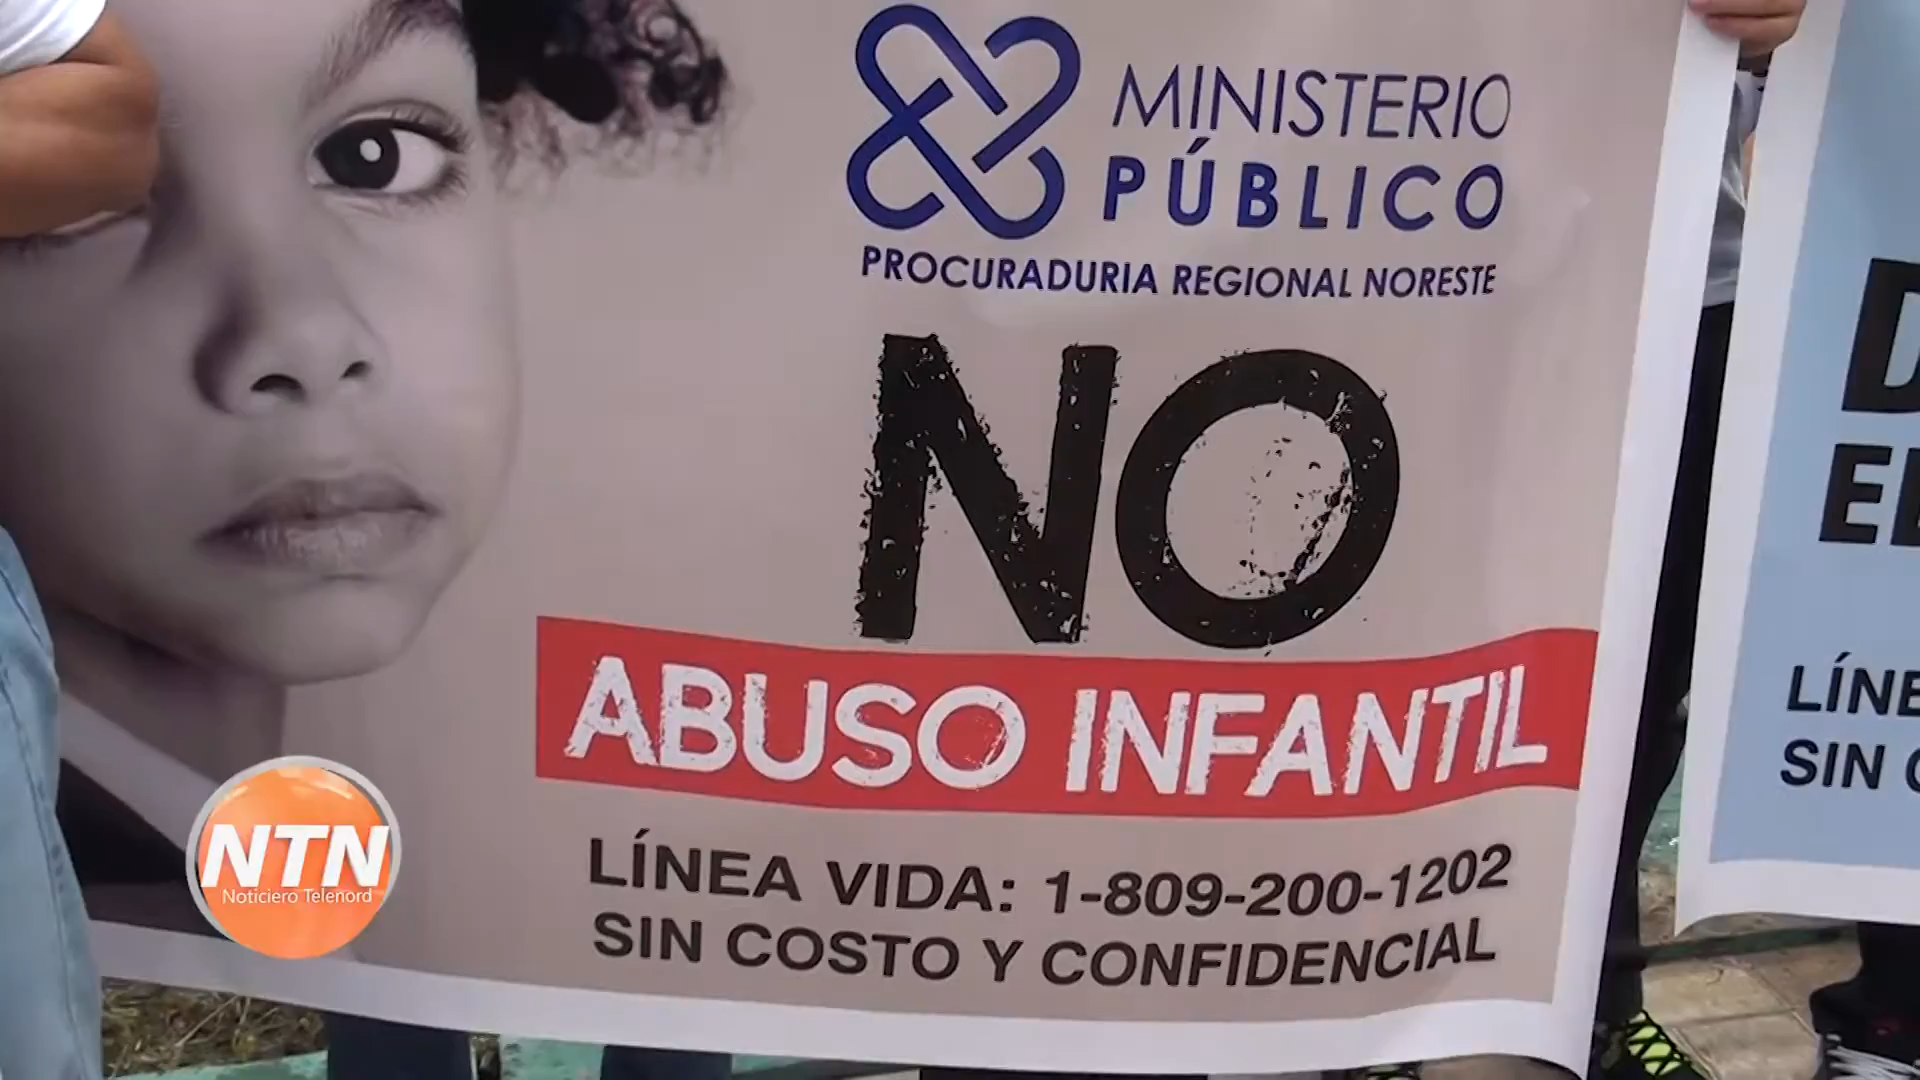 MINISTERIO
PÚBLICO
PROCURADURIA REGIONAL NORESTE
NO
ABUSO INFANTIL
LÍNEA VIDA: 1-809-200-1202
SIN COSTO Y CONFIDENCIAL
NTN
Noticiero Telenord
SIN